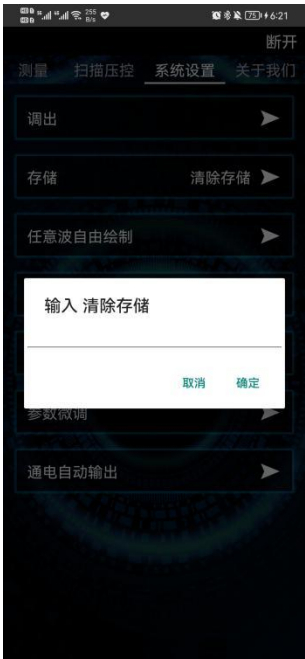 255 B/s 75 6:21
断开
测量 扫描压控 系统设置 关于我们
调出
存储 清除存储
任意波自由绘制
输入 清除存储
取消 确定
参数微调
通电自动输出